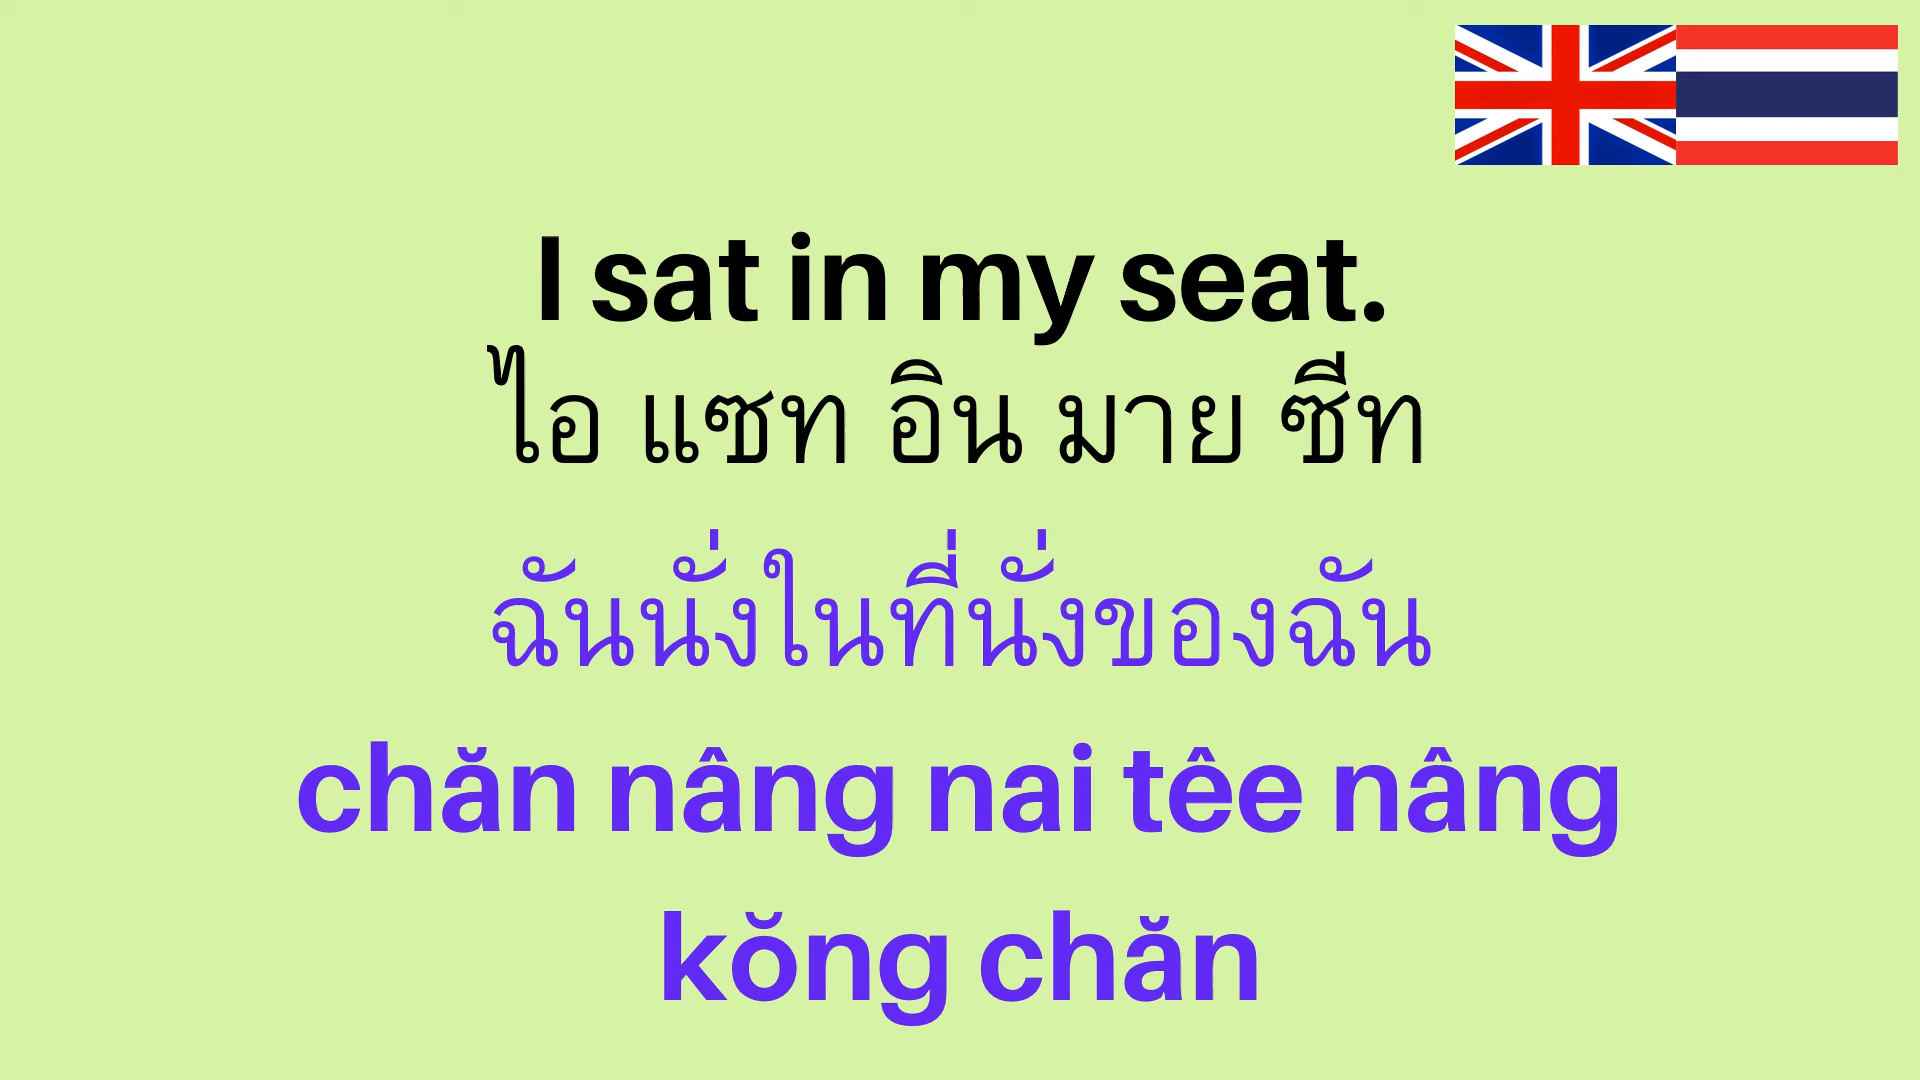 I sat in my seat.
ไอ แซท อิน มาย ซีท
ฉันนั่งในที่นั่งของฉัน
chăn nâng nai têe nâng
kŏng chăn